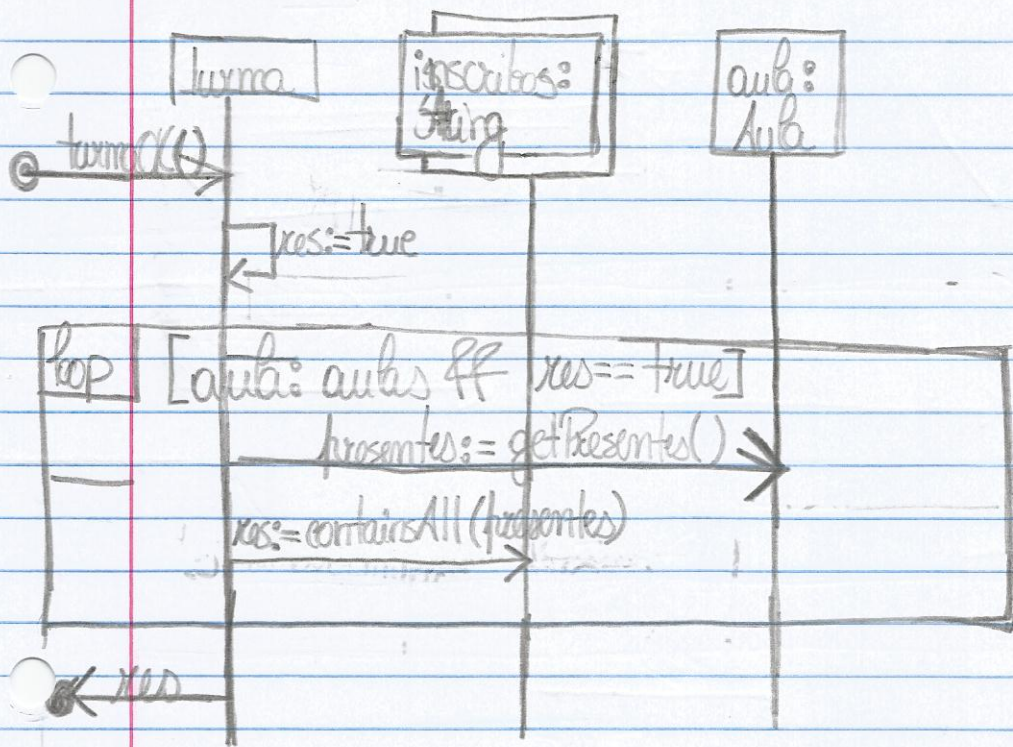 turma
inscritos:
String
aula:
Aula
turmaOK()
res:=true
loop
[aula: aulas && res==true]
presentes:=getPresentes()
res:=containsAll(presentes)
res